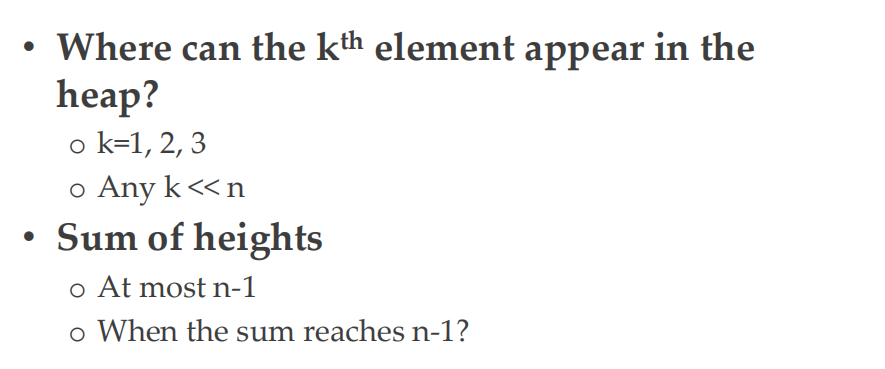 • Where can the kth element appear in the
heap?
o k=1, 2, 3
o Any k << n
• Sum of heights
o At most n-1
o When the sum reaches n-1?